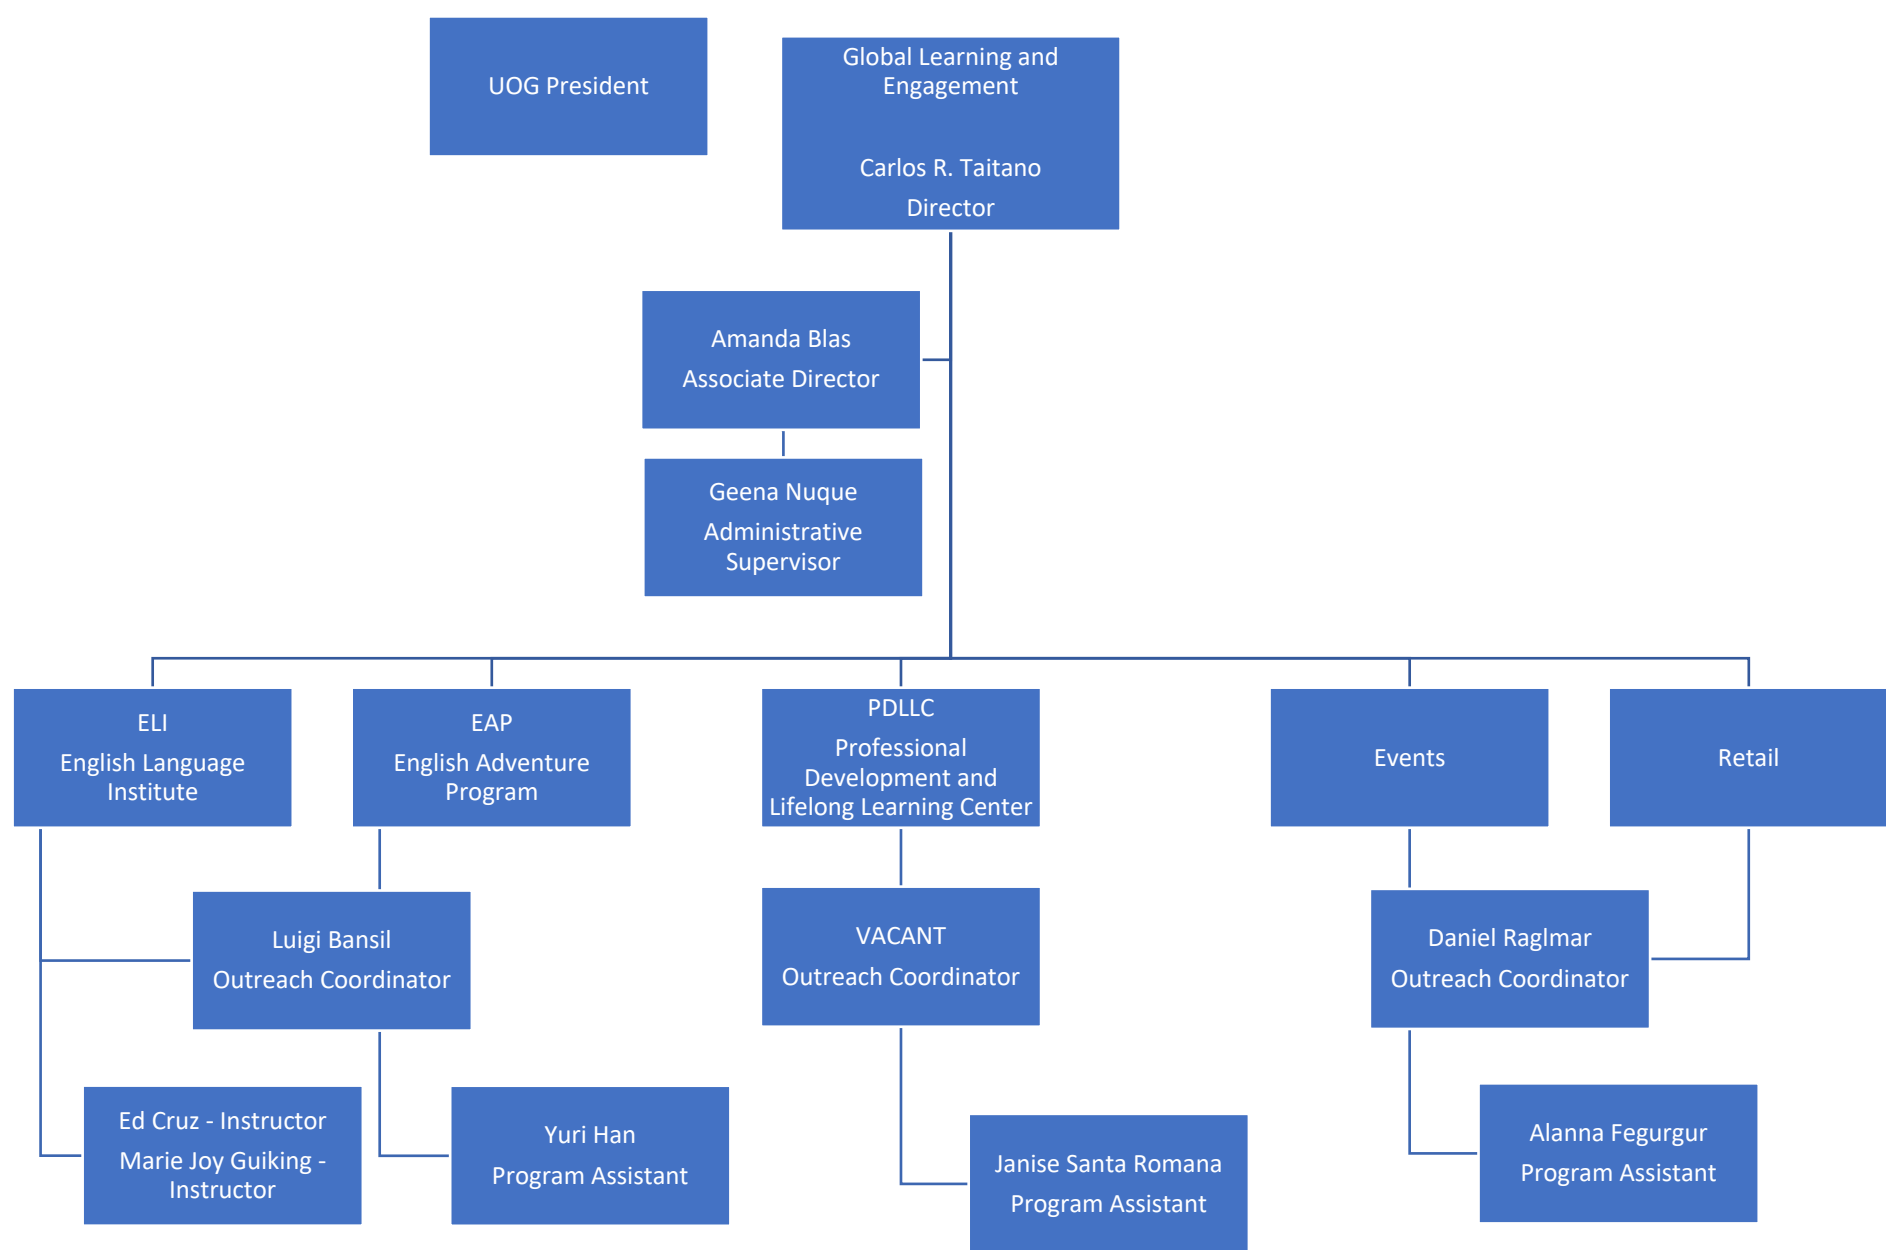 UOG President
Global Learning and
Engagement
Carlos R. Taitano
Director
Amanda Blas
Associate Director
Geena Nuque
Administrative
Supervisor
ELI
English Language
Institute
EAP
English Adventure
Program
PDLLC
Professional
Development and
Lifelong Learning Center
Events
Retail
Luigi Bansil
Outreach Coordinator
VACANT
Outreach Coordinator
Daniel Raglmar
Outreach Coordinator
Ed Cruz - Instructor
Marie Joy Guiking -
Instructor
Yuri Han
Program Assistant
Janise Santa Romana
Program Assistant
Alanna Fegurgur
Program Assistant